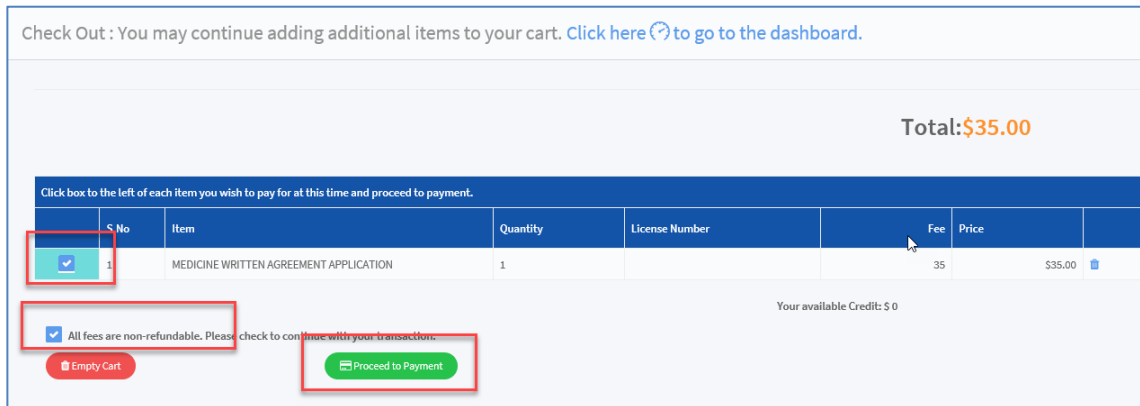 Check Out : You may continue adding additional items to your cart. Click here to go to the dashboard.
Total:$35.00
Click box to the left of each item you wish to pay for at this time and proceed to payment.
S.No Item Quantity License Number Fee Price
1 MEDICINE WRITTEN AGREEMENT APPLICATION 1 35 $35.00
Your available Credit: $ 0
All fees are non-refundable. Please check to continue with your transaction.
Empty Cart Proceed to Payment